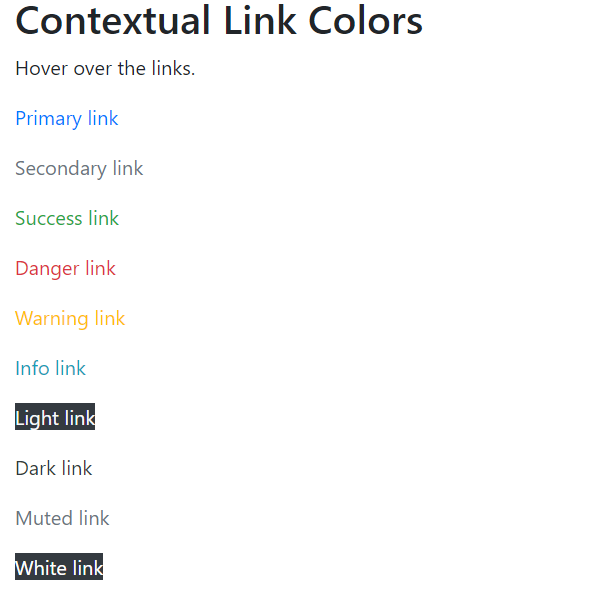 Contextual Link Colors
Hover over the links.
Primary link
Secondary link
Success link
Danger link
Warning link
Info link
Light link
Dark link
Muted link
White link